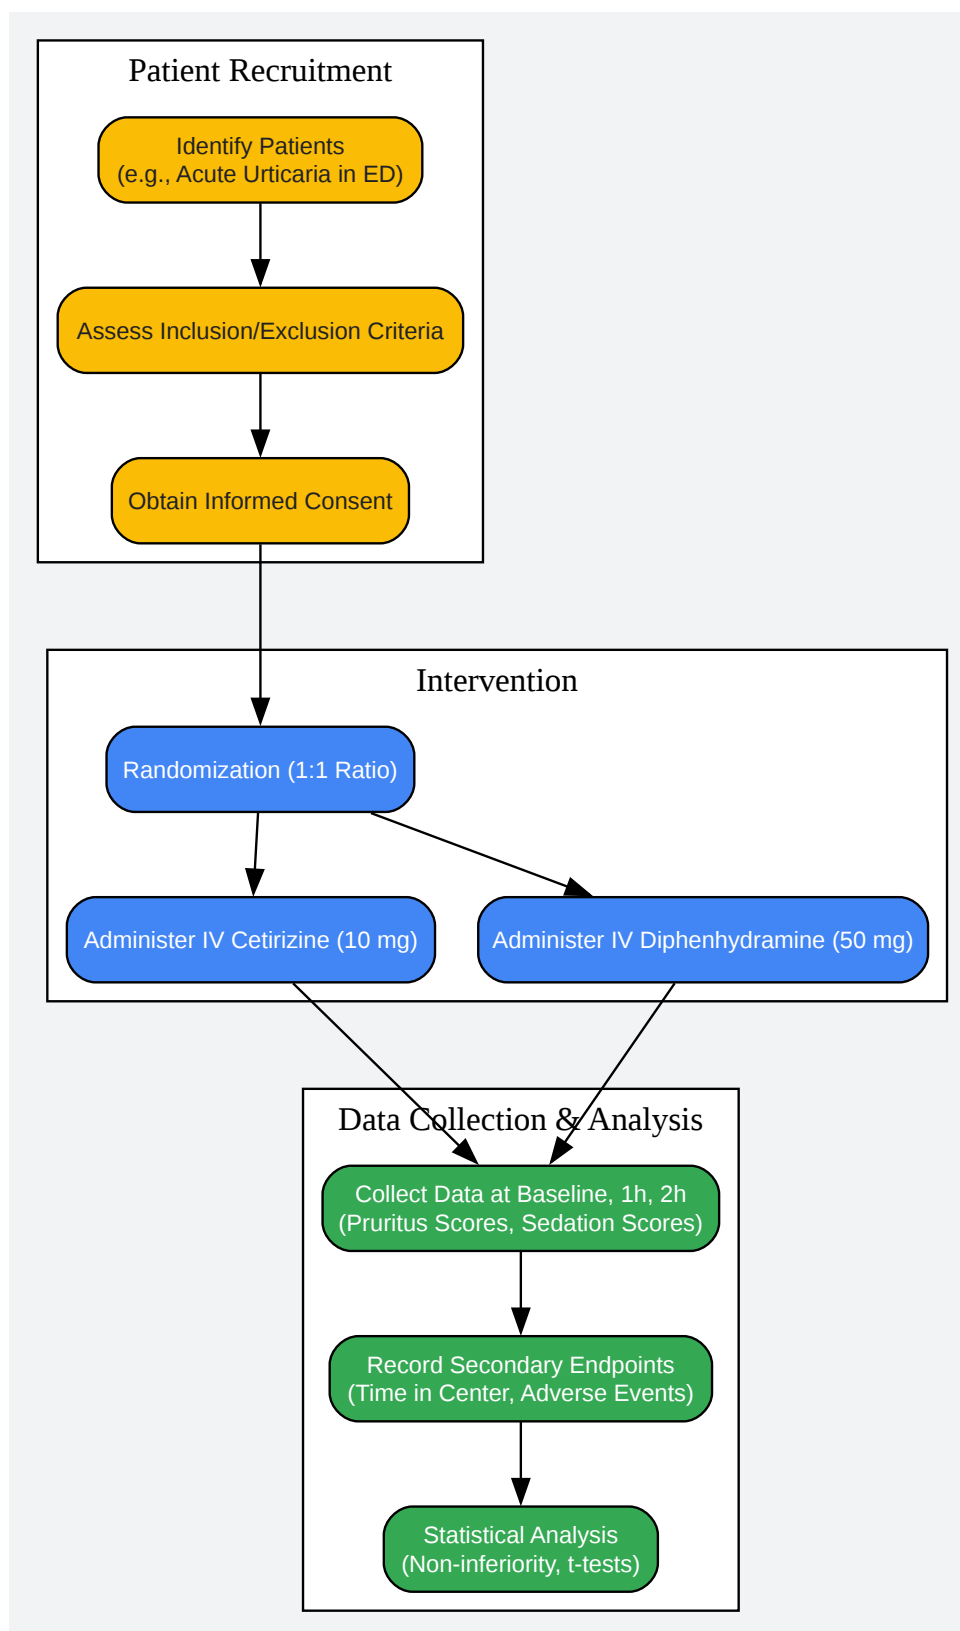 Patient Recruitment
Identify Patients
(e.g., Acute Urticaria in ED)
Assess Inclusion/Exclusion Criteria
Obtain Informed Consent
Intervention
Randomization (1:1 Ratio)
Administer IV Cetirizine (10 mg)
Administer IV Diphenhydramine (50 mg)
Data Collection & Analysis
Collect Data at Baseline, 1h, 2h
(Pruritus Scores, Sedation Scores)
Record Secondary Endpoints
(Time in Center, Adverse Events)
Statistical Analysis
(Non-inferiority, t-tests)